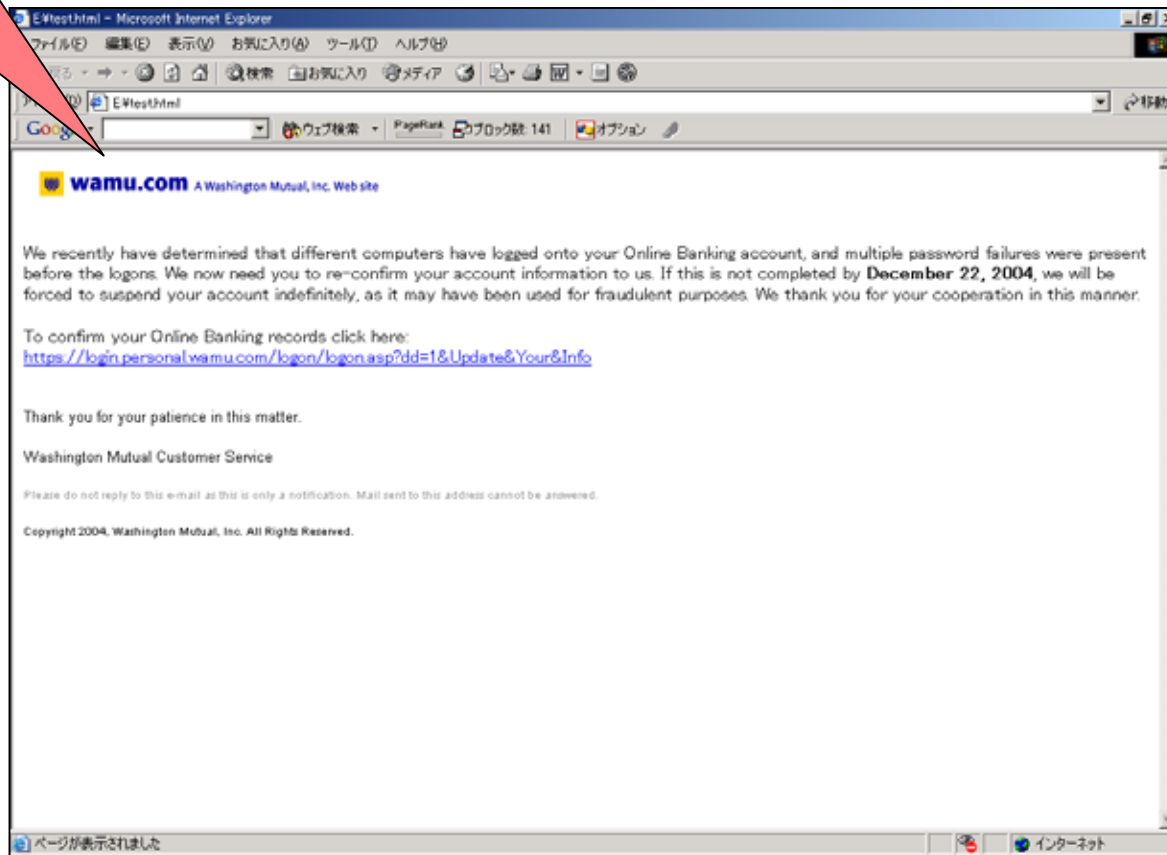 E:¥test.html - Microsoft Internet Explorer
ファイル(F) 編集(E) 表示(V) お気に入り(A) ツール(T) ヘルプ(H)
検索 お気に入り メディア
E:¥test.html 移動
Google ウェブ検索 PageRank ブロック数: 141 オプション
wamu.com A Washington Mutual, Inc. Web site
We recently have determined that different computers have logged onto your Online Banking account, and multiple password failures were present
before the logons. We now need you to re-confirm your account information to us. If this is not completed by December 22, 2004, we will be
forced to suspend your account indefinitely, as it may have been used for fraudulent purposes. We thank you for your cooperation in this manner.
To confirm your Online Banking records click here:
https://login.personal.wamu.com/logon/logon.asp?dd=1&Update&Your&Info
Thank you for your patience in this matter.
Washington Mutual Customer Service
Please do not reply to this e-mail as this is only a notification. Mail sent to this address cannot be answered.
Copyright 2004, Washington Mutual, Inc. All Rights Reserved.
ページが表示されました インターネット